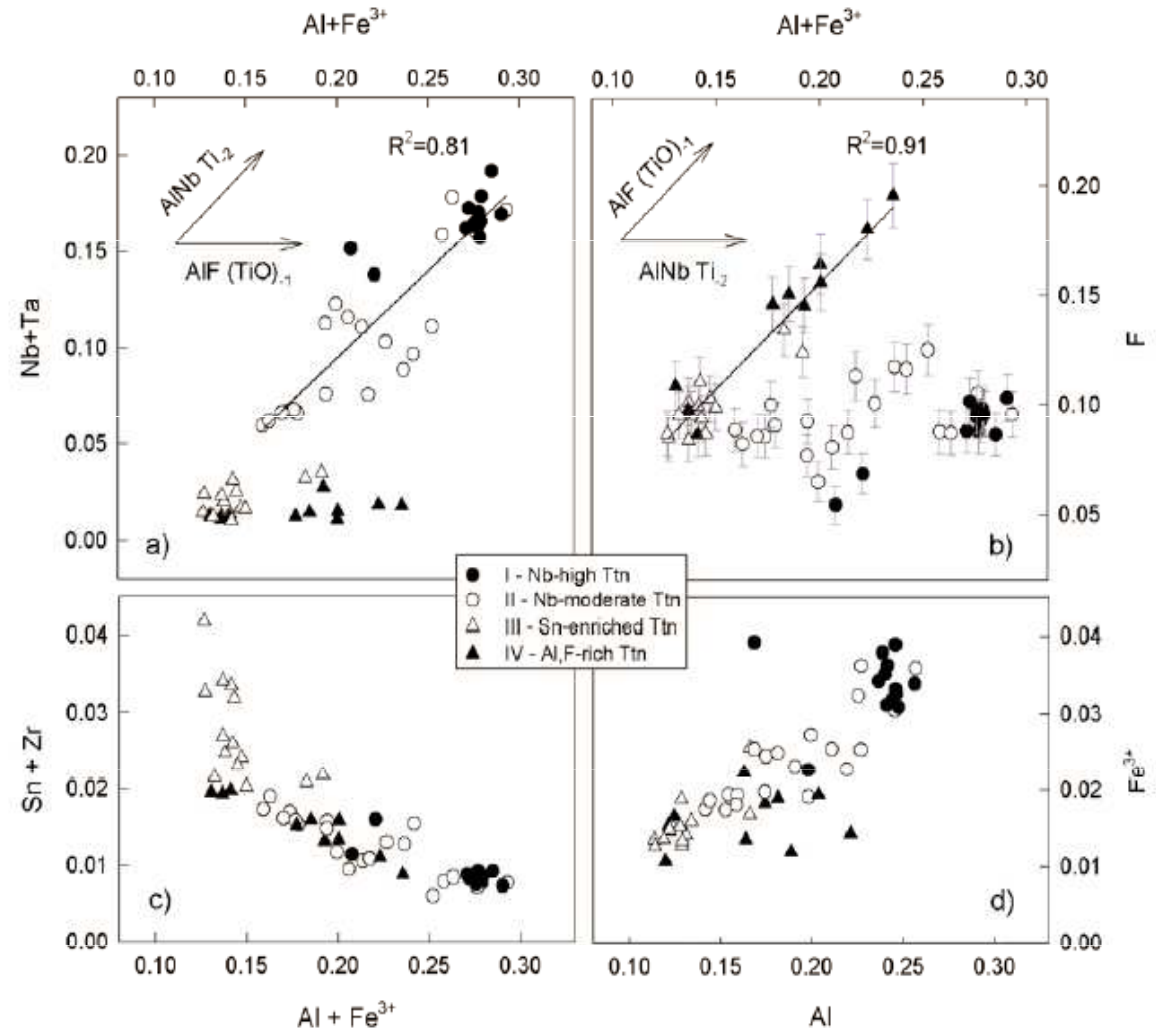 Al+Fe³⁺
Al+Fe³⁺
0.10 0.15 0.20 0.25 0.30
0.10 0.15 0.20 0.25 0.30
0.20
0.15
0.10
0.05
0.00
Nb+Ta
AlNb Ti₋₂
AlF (TiO)₋₁
R²=0.81
a)
AlF (TiO)₋₁
AlNb Ti₋₂
R²=0.91
b)
0.20
0.15
0.10
0.05
F
I - Nb-high Ttn
II - Nb-moderate Ttn
III - Sn-enriched Ttn
IV - Al,F-rich Ttn
0.04
0.03
0.02
0.01
0.00
Sn + Zr
c)
d)
0.04
0.03
0.02
0.01
0.00
Fe³⁺
0.10 0.15 0.20 0.25 0.30
0.10 0.15 0.20 0.25 0.30
Al + Fe³⁺
Al